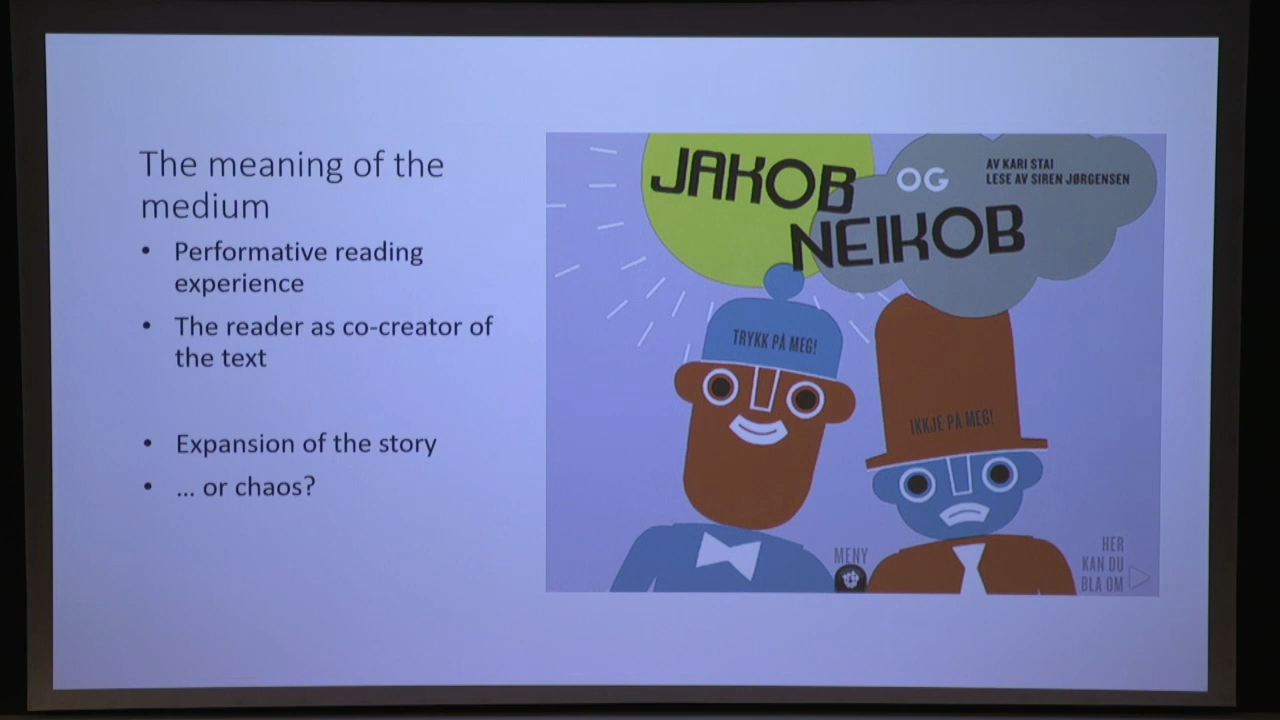 The meaning of the
medium
• Performative reading
experience
• The reader as co-creator of
the text
• Expansion of the story
• ... or chaos?
JAKOB
OG
NEIKOB
AV KARI STAI
LESE AV SIREN JØRGENSEN
TRYKK PÅ MEG!
IKKJE PÅ MEG!
MENY
HER
KAN DU
BLA OM